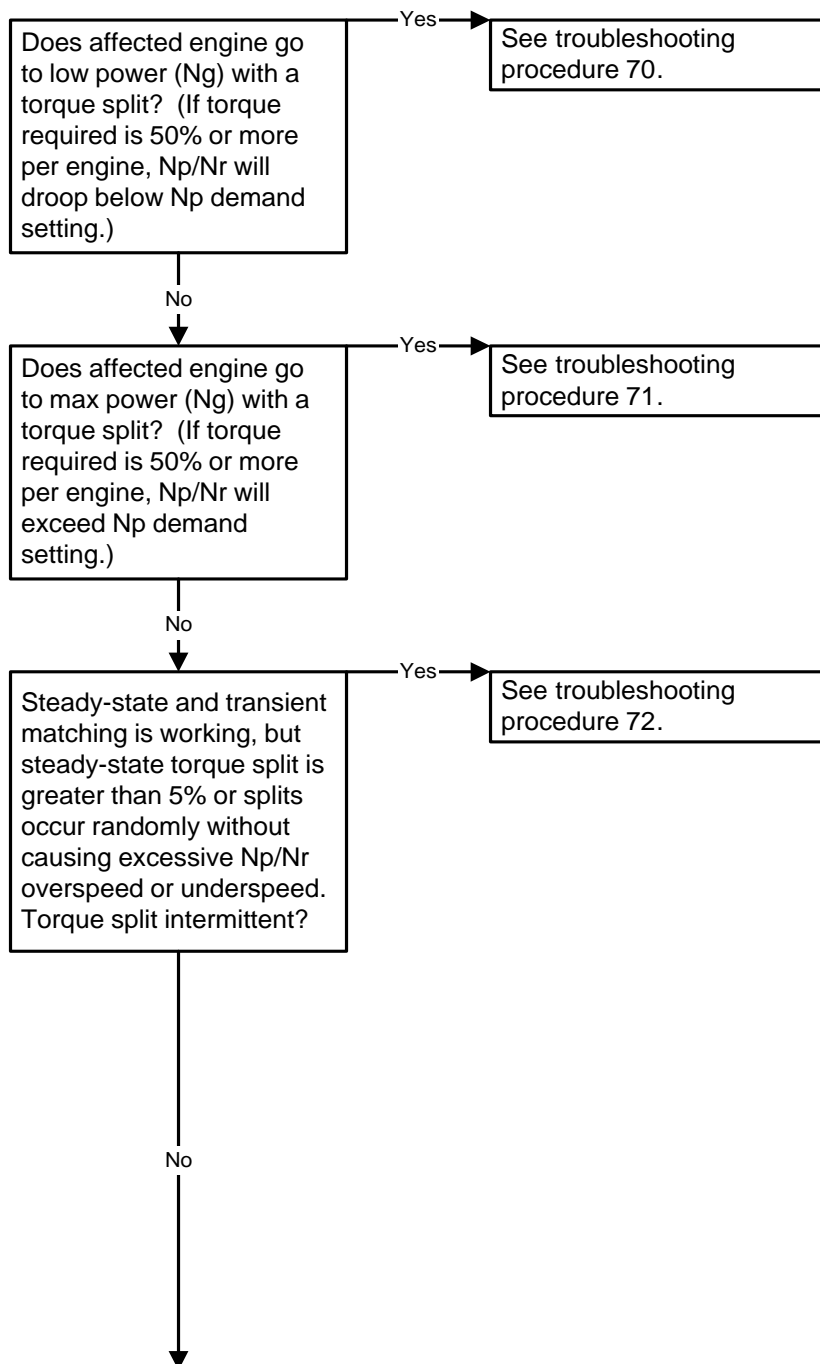 Does affected engine go
to low power (Ng) with a
torque split?  (If torque
required is 50% or more
per engine, Np/Nr will
droop below Np demand
setting.)
Yes
See troubleshooting
procedure 70.
No
Does affected engine go
to max power (Ng) with a
torque split?  (If torque
required is 50% or more
per engine, Np/Nr will
exceed Np demand
setting.)
Yes
See troubleshooting
procedure 71.
No
Steady-state and transient
matching is working, but
steady-state torque split is
greater than 5% or splits
occur randomly without
causing excessive Np/Nr
overspeed or underspeed.
Torque split intermittent?
Yes
See troubleshooting
procedure 72.
No